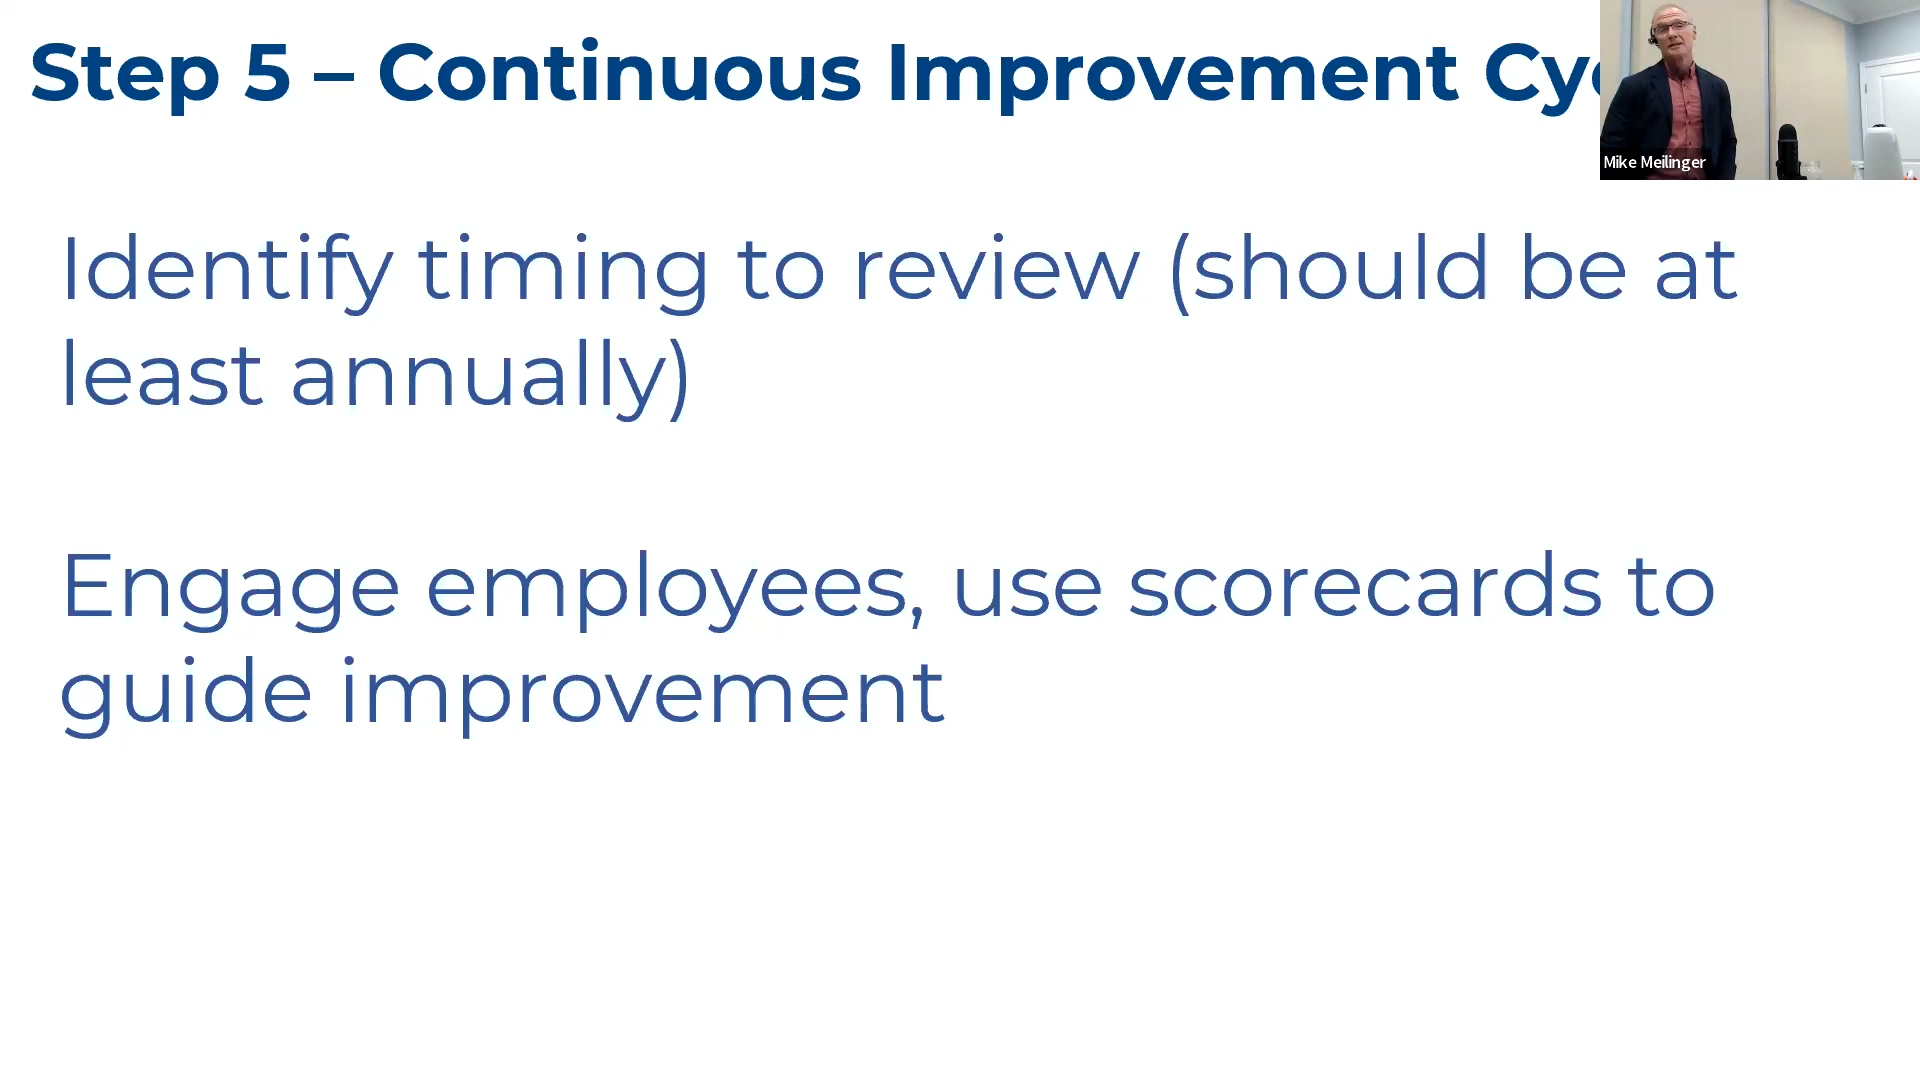 Step 5 – Continuous Improvement
Mike Meilinger
Identify timing to review (should be at
least annually)
Engage employees, use scorecards to
guide improvement